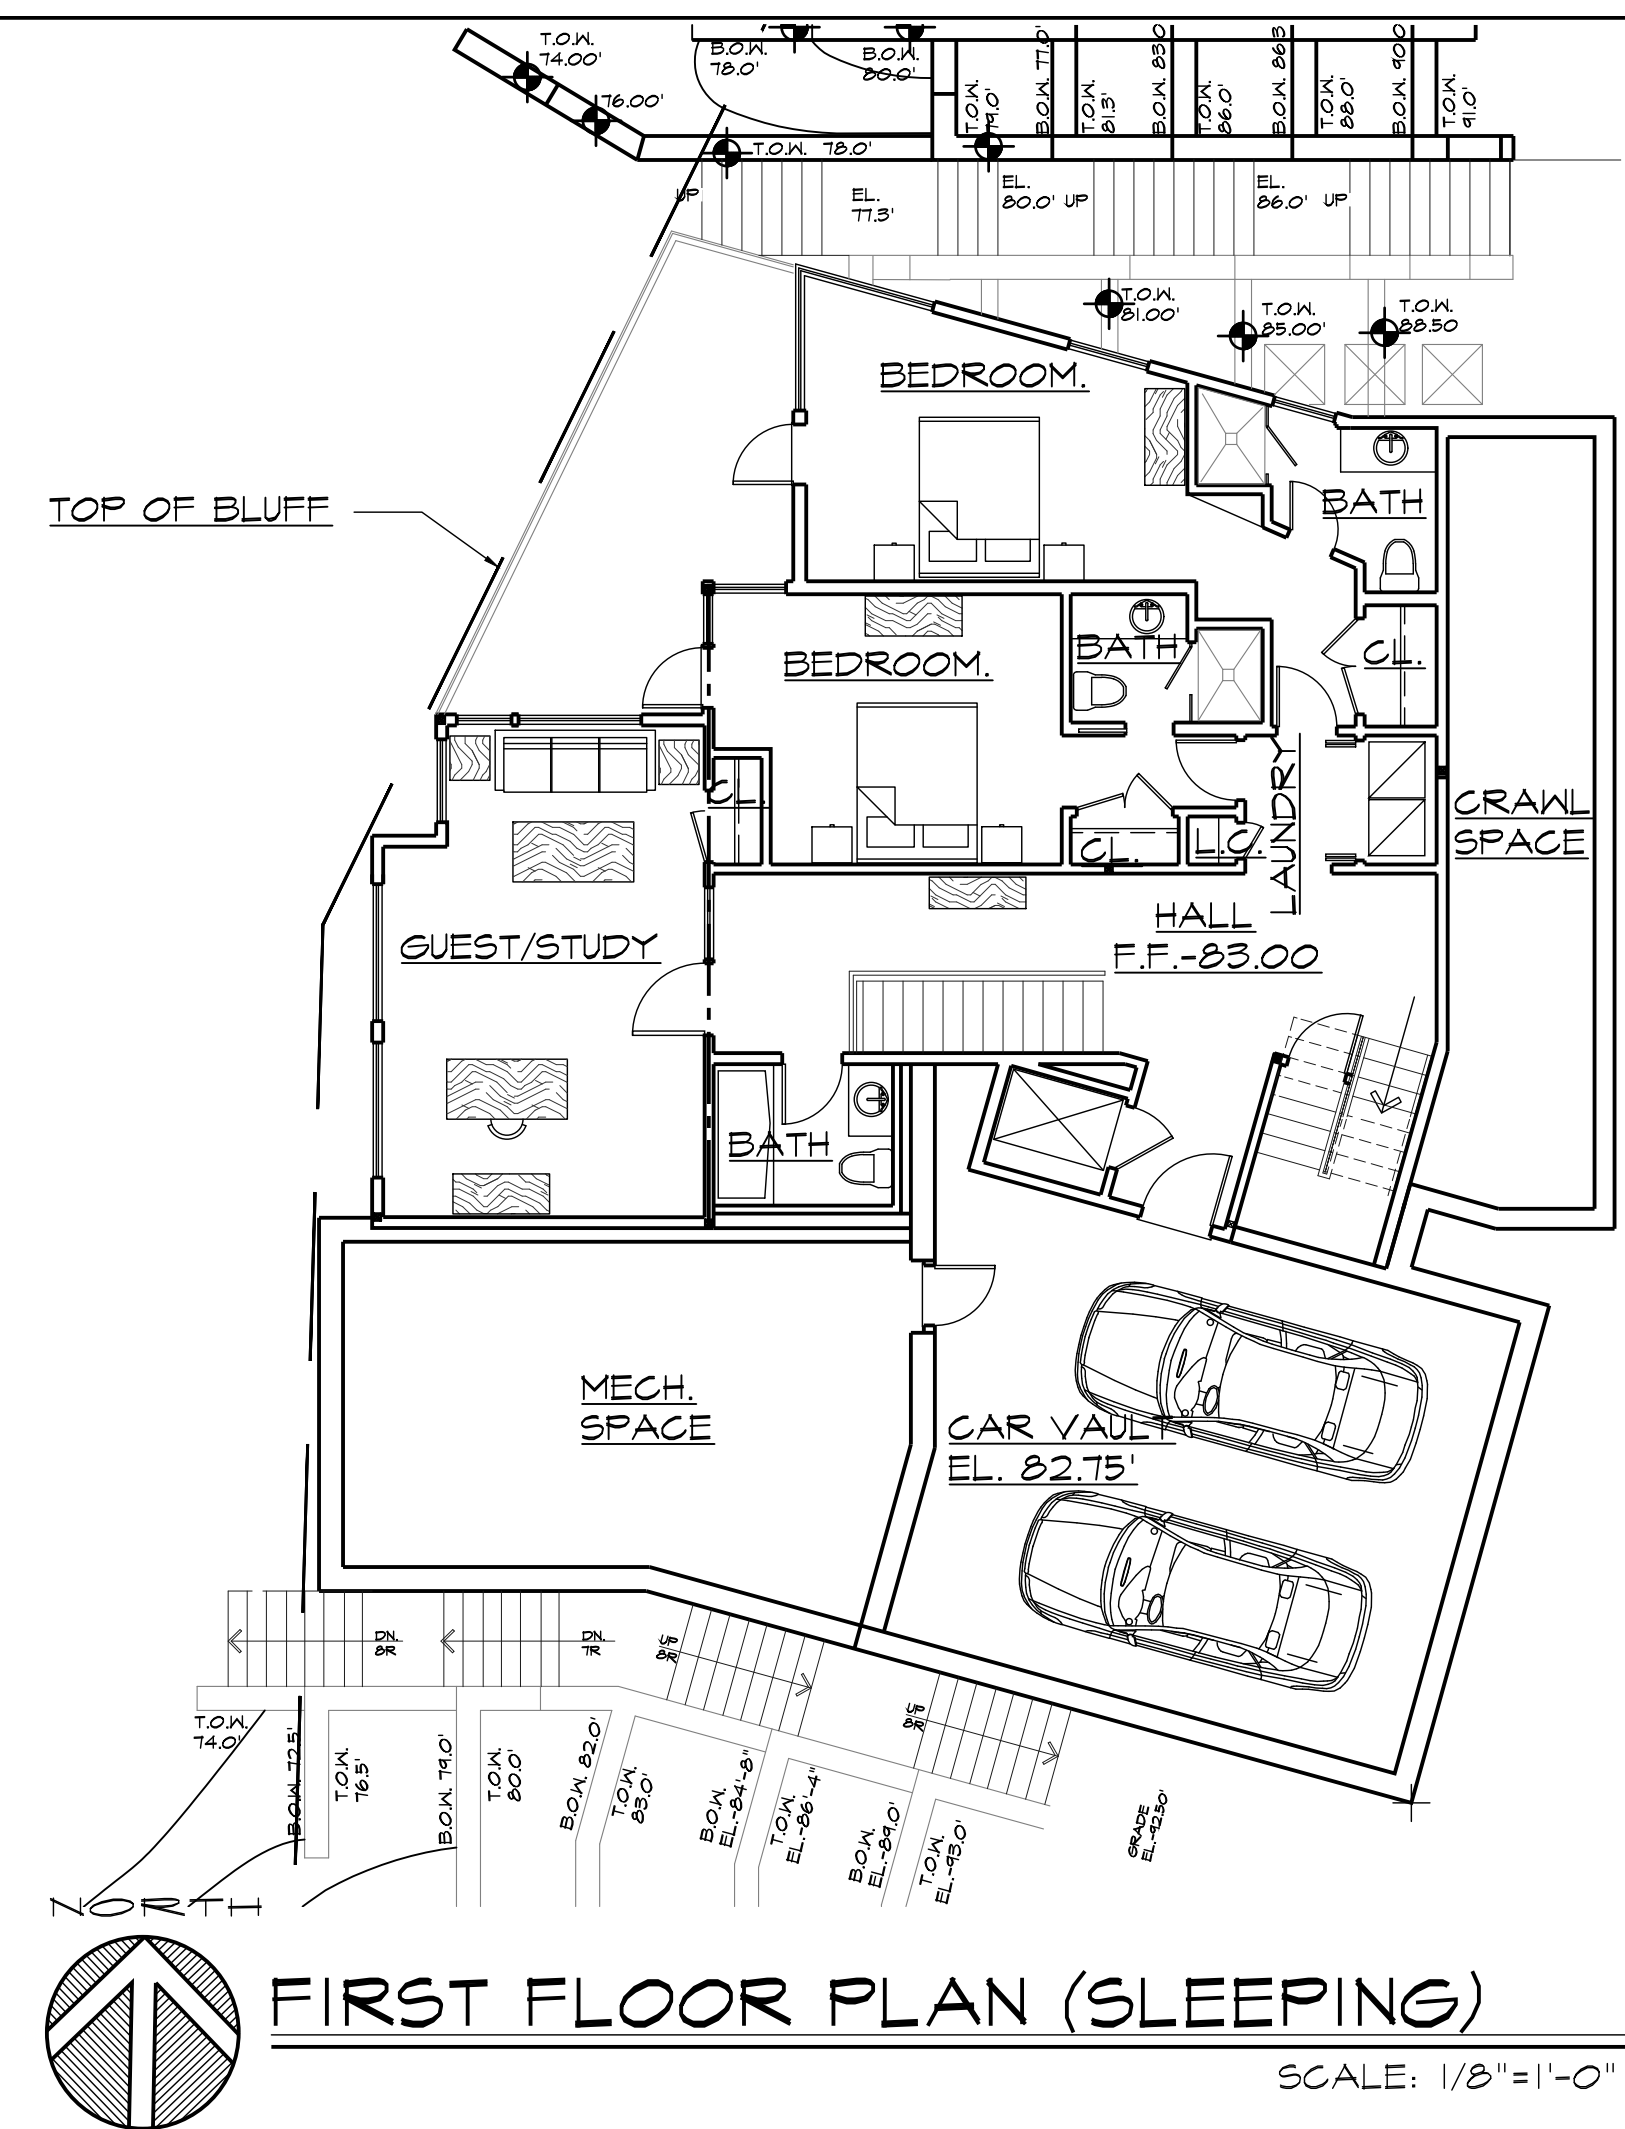 T.O.W.
74.00'
76.00'
B.O.W.
78.0'
B.O.W.
80.0'
T.O.W.
79.0'
B.O.W. 77.0'
T.O.W.
81.3'
B.O.W. 83.0
T.O.W.
86.0'
B.O.W. 86.3
T.O.W.
88.0'
B.O.W. 90.0
T.O.W.
91.0'
T.O.W. 78.0'
UP
EL.
77.3'
EL.
80.0' UP
EL.
86.0' UP
T.O.W.
81.00'
T.O.W.
85.00'
T.O.W.
88.50
BEDROOM.
BATH
TOP OF BLUFF
BEDROOM.
BATH
CL.
CL.
CL.
L.C.
LAUNDRY
CRAWL
SPACE
HALL
F.F.-83.00
GUEST/STUDY
BATH
MECH.
SPACE
CAR VAULT
EL. 82.75'
DN.
8R
DN.
7R
UP
8R
UP
8R
T.O.W.
74.0'
B.O.W. 72.5'
T.O.W.
76.5'
B.O.W. 79.0'
T.O.W.
80.0'
B.O.W. 82.0'
T.O.W.
83.0'
B.O.W.
EL.-84'-8"
T.O.W.
EL.-86'-4"
B.O.W.
EL.-89.0'
T.O.W.
EL.-93.0'
GRADE
EL.-92.50'
NORTH
FIRST FLOOR PLAN (SLEEPING)
SCALE: 1/8"=1'-0"